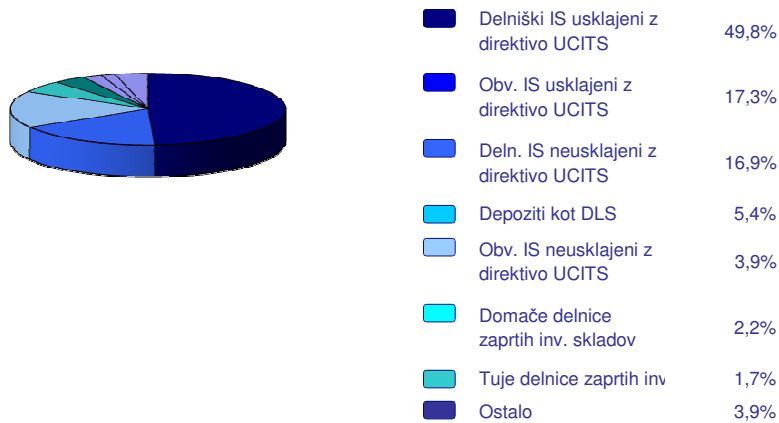 Delniški IS usklajeni z
direktivo UCITS
49,8%
Obv. IS usklajeni z
direktivo UCITS
17,3%
Deln. IS neusklajeni z
direktivo UCITS
16,9%
Depoziti kot DLS
5,4%
Obv. IS neusklajeni z
direktivo UCITS
3,9%
Domače delnice
zaprtih inv. skladov
2,2%
Tuje delnice zaprtih inv
1,7%
Ostalo
3,9%